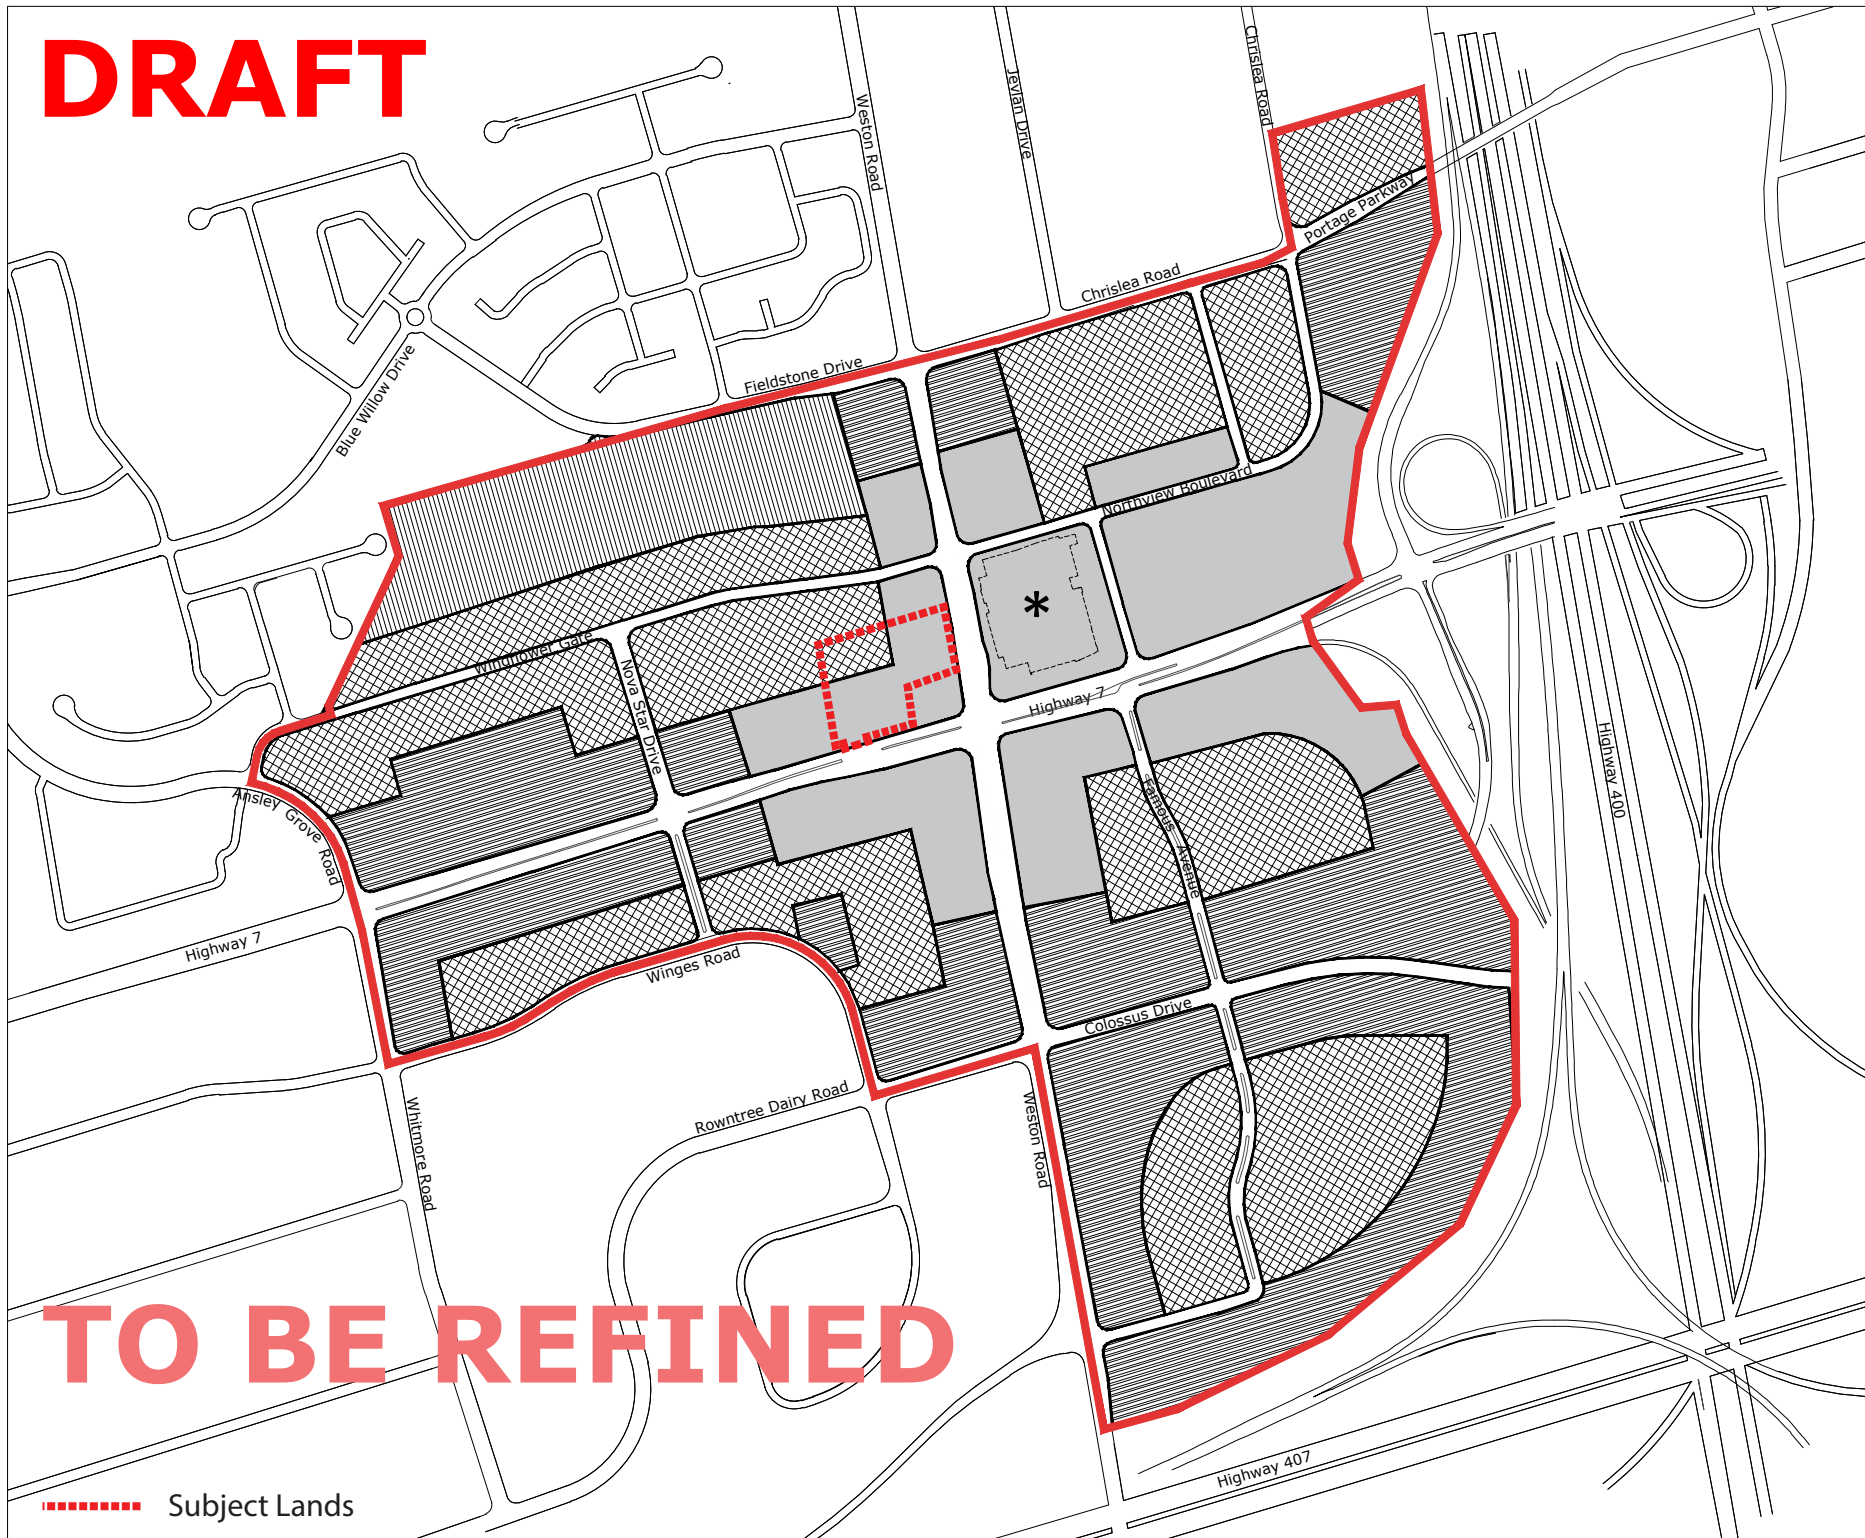 DRAFT
Weston Road
Jevlan Drive
Chrislea Road
Portage Parkway
Chrislea Road
Fieldstone Drive
Blue Willow Drive
Northview Boulevard
*
Windflower Gate
Nova Star Drive
Highway 7
Highway 400
Ansley Grove Road
Famous Avenue
Highway 7
Winges Road
Colossus Drive
Rowntree Dairy Road
Whitmore Road
Weston Road
TO BE REFINED
Highway 407
Subject Lands